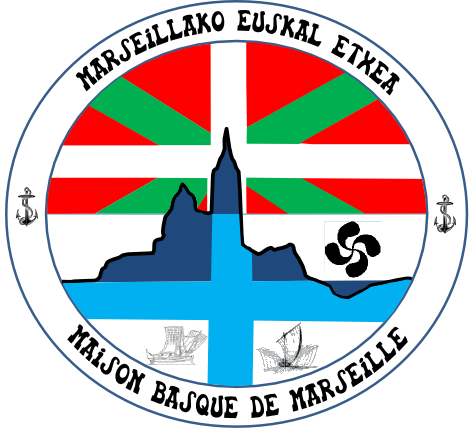 MARSEiLLAKO EUSKAL ETXEA
MAISON BASQUE DE MARSEiLLE